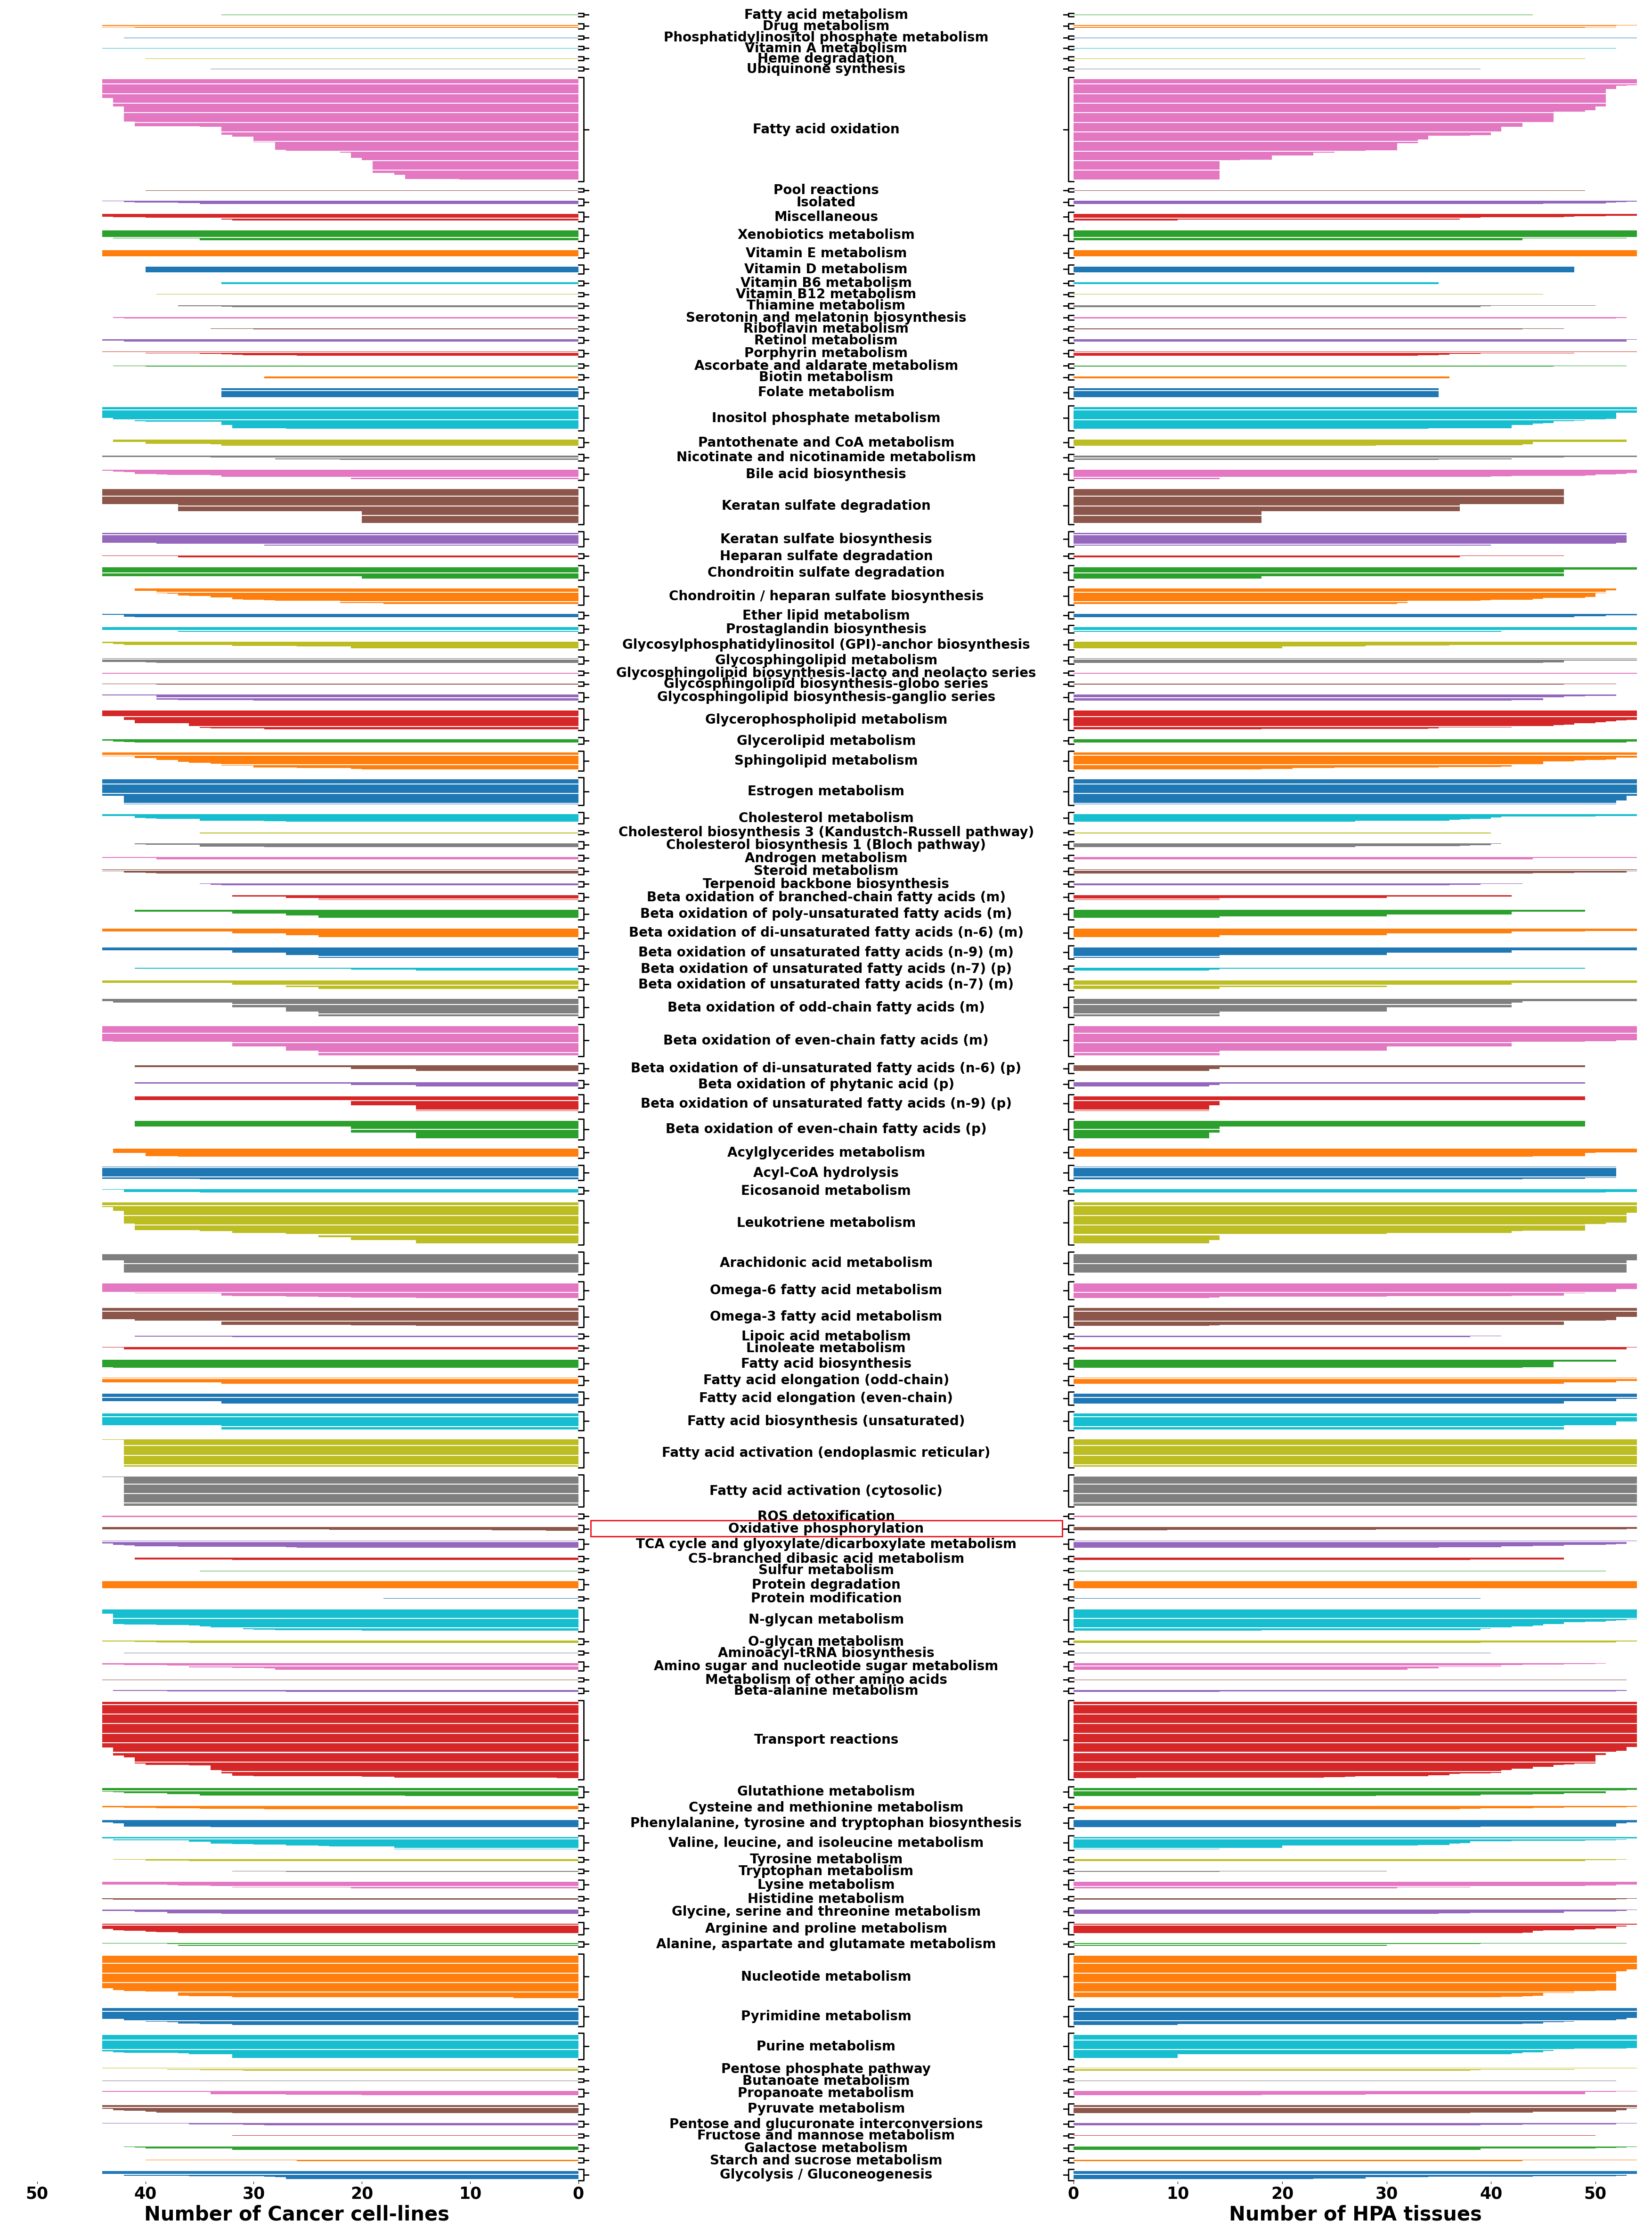 Fatty acid metabolism
Drug metabolism
Phosphatidylinositol phosphate metabolism
Vitamin A metabolism
Heme degradation
Ubiquinone synthesis
Fatty acid oxidation
Pool reactions
Isolated
Miscellaneous
Xenobiotics metabolism
Vitamin E metabolism
Vitamin D metabolism
Vitamin B6 metabolism
Vitamin B12 metabolism
Thiamine metabolism
Serotonin and melatonin biosynthesis
Riboflavin metabolism
Retinol metabolism
Porphyrin metabolism
Ascorbate and aldarate metabolism
Biotin metabolism
Folate metabolism
Inositol phosphate metabolism
Pantothenate and CoA metabolism
Nicotinate and nicotinamide metabolism
Bile acid biosynthesis
Keratan sulfate degradation
Keratan sulfate biosynthesis
Heparan sulfate degradation
Chondroitin sulfate degradation
Chondroitin / heparan sulfate biosynthesis
Ether lipid metabolism
Prostaglandin biosynthesis
Glycosylphosphatidylinositol (GPI)-anchor biosynthesis
Glycosphingolipid metabolism
Glycosphingolipid biosynthesis-lacto and neolacto series
Glycosphingolipid biosynthesis-globo series
Glycosphingolipid biosynthesis-ganglio series
Glycerophospholipid metabolism
Glycerolipid metabolism
Sphingolipid metabolism
Estrogen metabolism
Cholesterol metabolism
Cholesterol biosynthesis 3 (Kandustch-Russell pathway)
Cholesterol biosynthesis 1 (Bloch pathway)
Androgen metabolism
Steroid metabolism
Terpenoid backbone biosynthesis
Beta oxidation of branched-chain fatty acids (m)
Beta oxidation of poly-unsaturated fatty acids (m)
Beta oxidation of di-unsaturated fatty acids (n-6) (m)
Beta oxidation of unsaturated fatty acids (n-9) (m)
Beta oxidation of unsaturated fatty acids (n-7) (p)
Beta oxidation of unsaturated fatty acids (n-7) (m)
Beta oxidation of odd-chain fatty acids (m)
Beta oxidation of even-chain fatty acids (m)
Beta oxidation of di-unsaturated fatty acids (n-6) (p)
Beta oxidation of phytanic acid (p)
Beta oxidation of unsaturated fatty acids (n-9) (p)
Beta oxidation of even-chain fatty acids (p)
Acylglycerides metabolism
Acyl-CoA hydrolysis
Eicosanoid metabolism
Leukotriene metabolism
Arachidonic acid metabolism
Omega-6 fatty acid metabolism
Omega-3 fatty acid metabolism
Lipoic acid metabolism
Linoleate metabolism
Fatty acid biosynthesis
Fatty acid elongation (odd-chain)
Fatty acid elongation (even-chain)
Fatty acid biosynthesis (unsaturated)
Fatty acid activation (endoplasmic reticular)
Fatty acid activation (cytosolic)
ROS detoxification
Oxidative phosphorylation
TCA cycle and glyoxylate/dicarboxylate metabolism
C5-branched dibasic acid metabolism
Sulfur metabolism
Protein degradation
Protein modification
N-glycan metabolism
O-glycan metabolism
Aminoacyl-tRNA biosynthesis
Amino sugar and nucleotide sugar metabolism
Metabolism of other amino acids
Beta-alanine metabolism
Transport reactions
Glutathione metabolism
Cysteine and methionine metabolism
Phenylalanine, tyrosine and tryptophan biosynthesis
Valine, leucine, and isoleucine metabolism
Tyrosine metabolism
Tryptophan metabolism
Lysine metabolism
Histidine metabolism
Glycine, serine and threonine metabolism
Arginine and proline metabolism
Alanine, aspartate and glutamate metabolism
Nucleotide metabolism
Pyrimidine metabolism
Purine metabolism
Pentose phosphate pathway
Butanoate metabolism
Propanoate metabolism
Pyruvate metabolism
Pentose and glucuronate interconversions
Fructose and mannose metabolism
Galactose metabolism
Starch and sucrose metabolism
Glycolysis / Gluconeogenesis
50 40 30 20 10 0 0 10 20 30 40 50
Number of Cancer cell-lines Number of HPA tissues